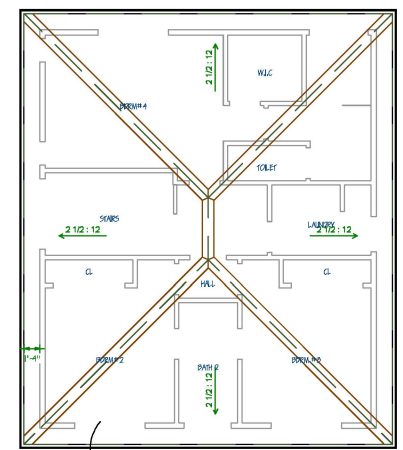 2 1/2 : 12
W.I.C
BDRM# 4
TOILET
STAIRS
2 1/2 : 12
LAUNDRY
2 1/2 : 12
CL
CL
HALL
1'-4"
BDRM# 2
BATH 2
BDRM # 3
2 1/2 : 12